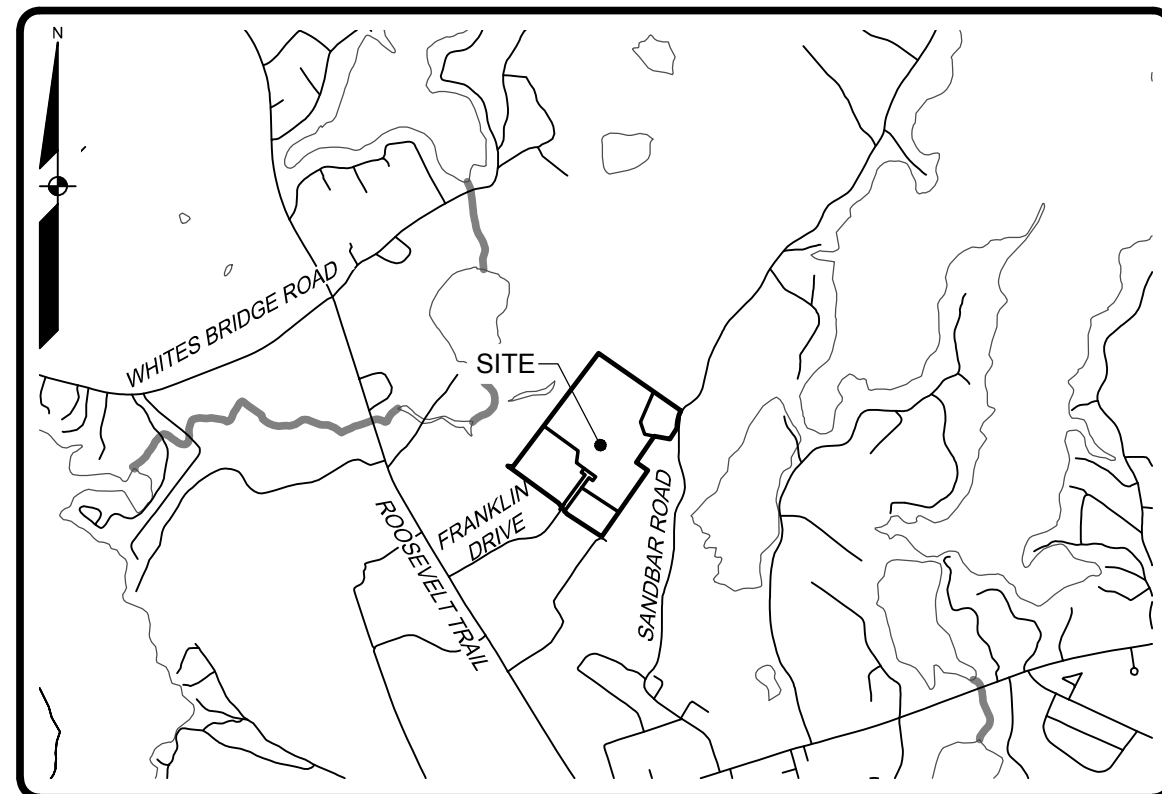 N
WHITES BRIDGE ROAD
SITE
FRANKLIN
DRIVE
ROOSEVELT TRAIL
SANDBAR ROAD